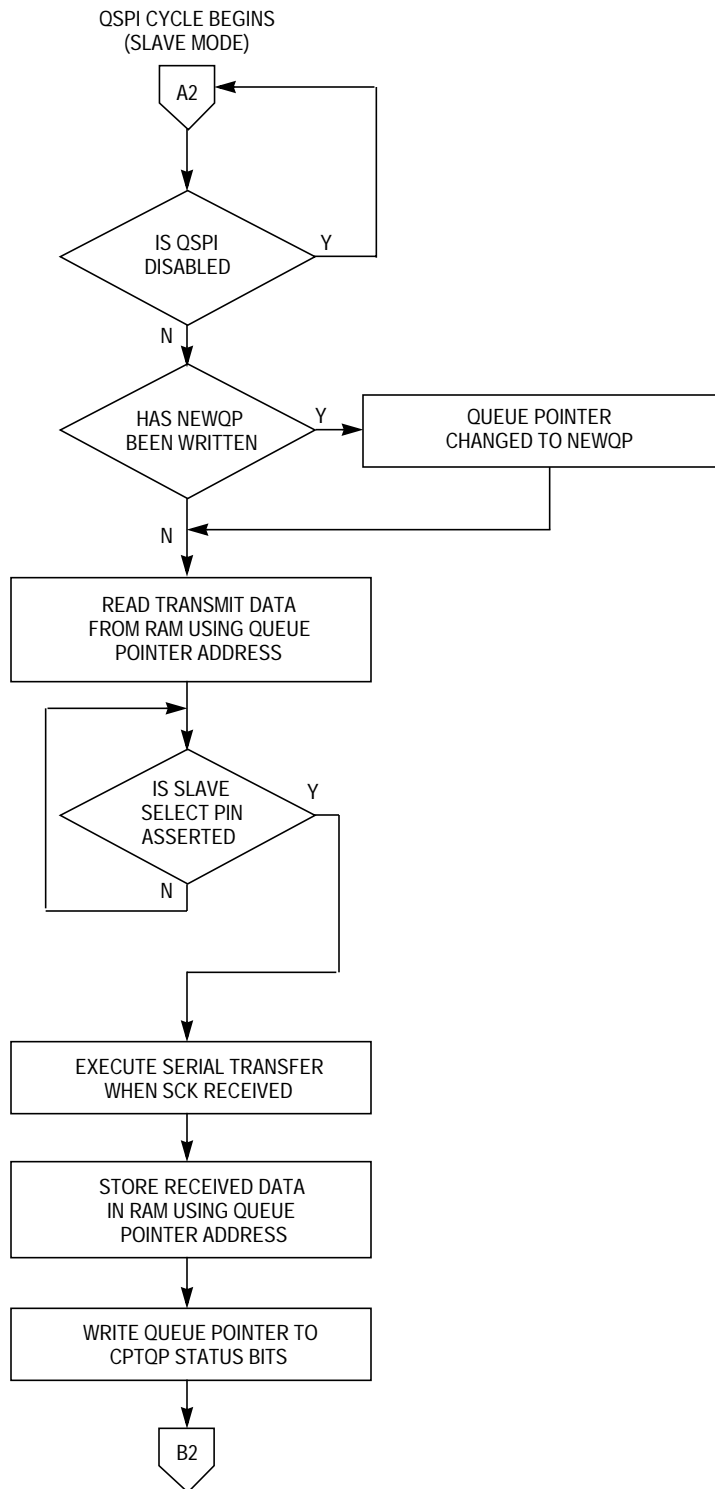 QSPI CYCLE BEGINS
(SLAVE MODE)
A2
IS QSPI
DISABLED
Y
N
HAS NEWQP
BEEN WRITTEN
Y
QUEUE POINTER
CHANGED TO NEWQP
N
READ TRANSMIT DATA
FROM RAM USING QUEUE
POINTER ADDRESS
IS SLAVE
SELECT PIN
ASSERTED
Y
N
EXECUTE SERIAL TRANSFER
WHEN SCK RECEIVED
STORE RECEIVED DATA
IN RAM USING QUEUE
POINTER ADDRESS
WRITE QUEUE POINTER TO
CPTQP STATUS BITS
B2